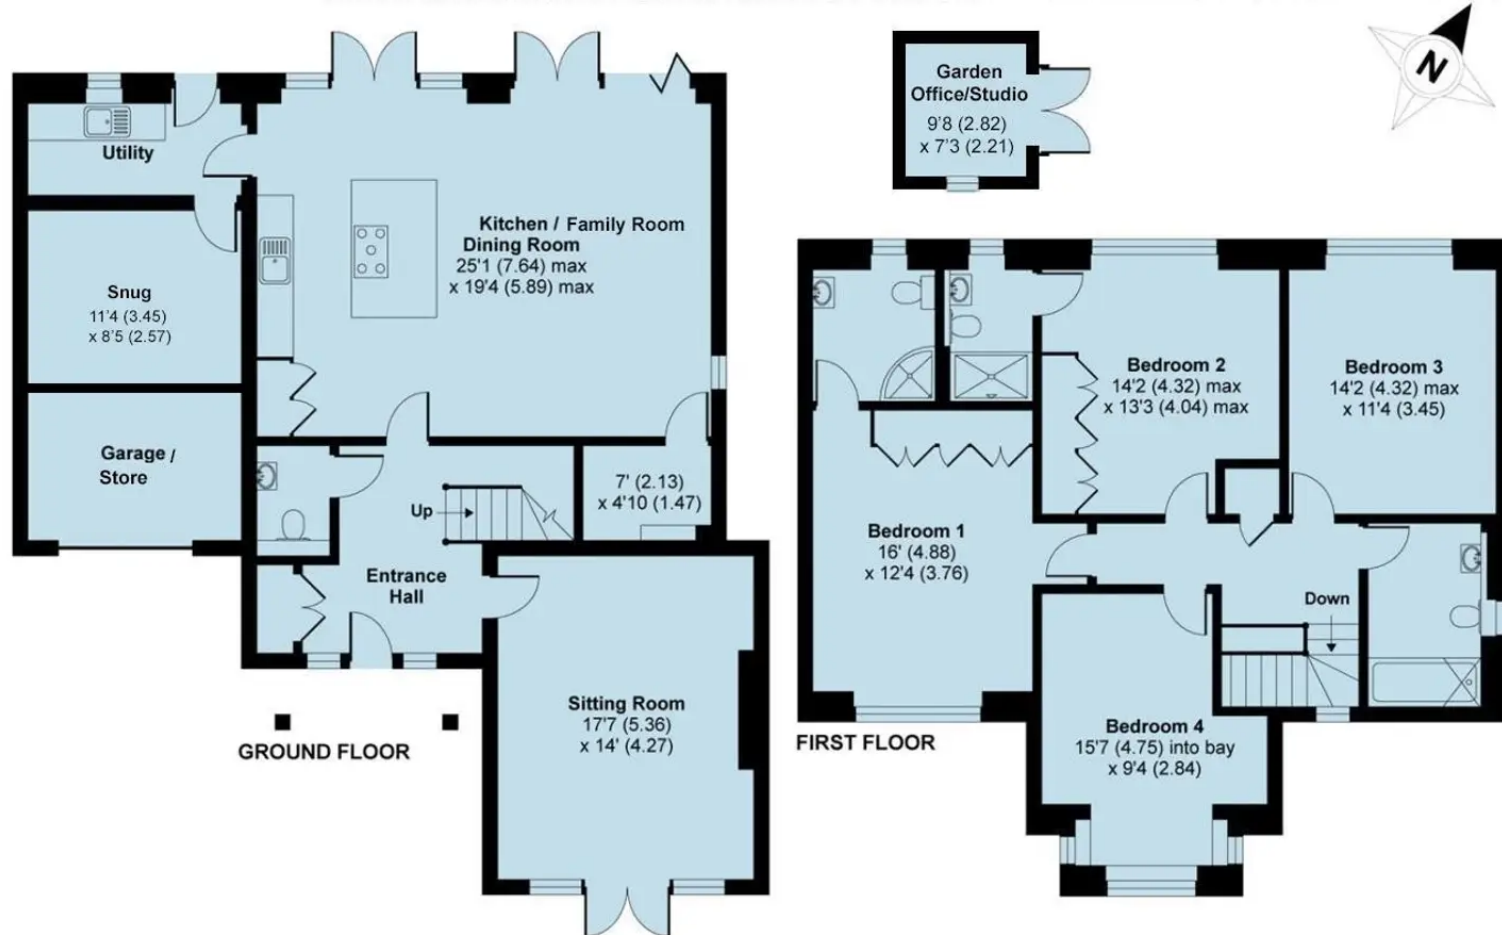 N
Garden
Office/Studio
9'8 (2.82)
x 7'3 (2.21)
Utility
Kitchen / Family Room
Dining Room
25'1 (7.64) max
x 19'4 (5.89) max
Snug
11'4 (3.45)
x 8'5 (2.57)
Garage /
Store
Up
7' (2.13)
x 4'10 (1.47)
Entrance
Hall
Sitting Room
17'7 (5.36)
x 14' (4.27)
GROUND FLOOR
Bedroom 2
14'2 (4.32) max
x 13'3 (4.04) max
Bedroom 3
14'2 (4.32) max
x 11'4 (3.45)
Bedroom 1
16' (4.88)
x 12'4 (3.76)
Down
Bedroom 4
15'7 (4.75) into bay
x 9'4 (2.84)
FIRST FLOOR